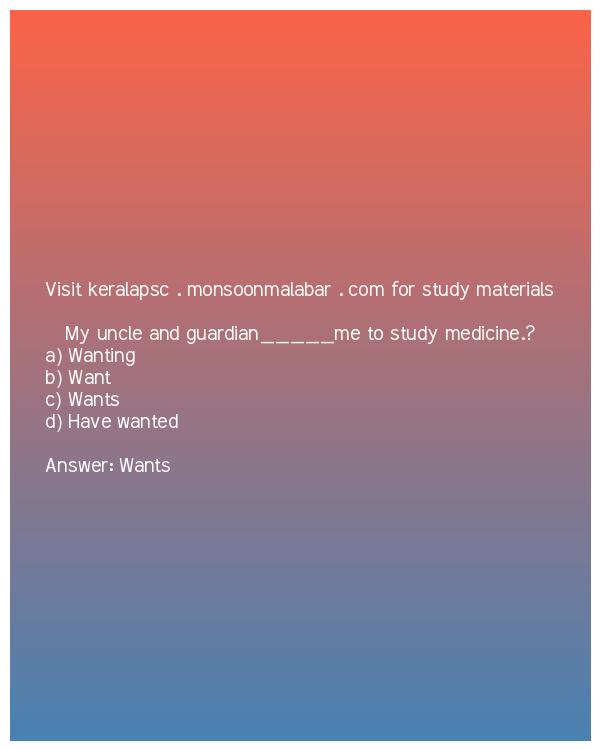 Visit keralapsc . monsoonmalabar . com for study materials
My uncle and guardian_____me to study medicine.?
a) Wanting
b) Want
c) Wants
d) Have wanted
Answer: Wants